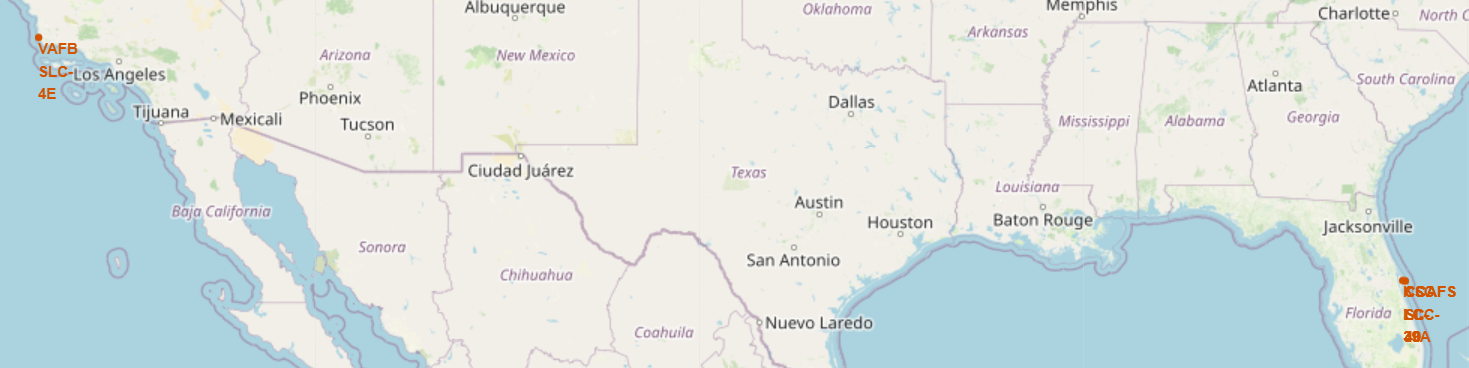 Albuquerque
Oklahoma
Memphis
Charlotte
North C
VAFB
SLC-
4E
Los Angeles
Arizona
New Mexico
Arkansas
South Carolina
Atlanta
Phoenix
Dallas
Tijuana
Mexicali
Tucson
Mississippi
Alabama
Georgia
Ciudad Juárez
Texas
Louisiana
Baja California
Austin
Houston
Baton Rouge
Jacksonville
Sonora
San Antonio
Chihuahua
Florida
Nuevo Laredo
Coahuila